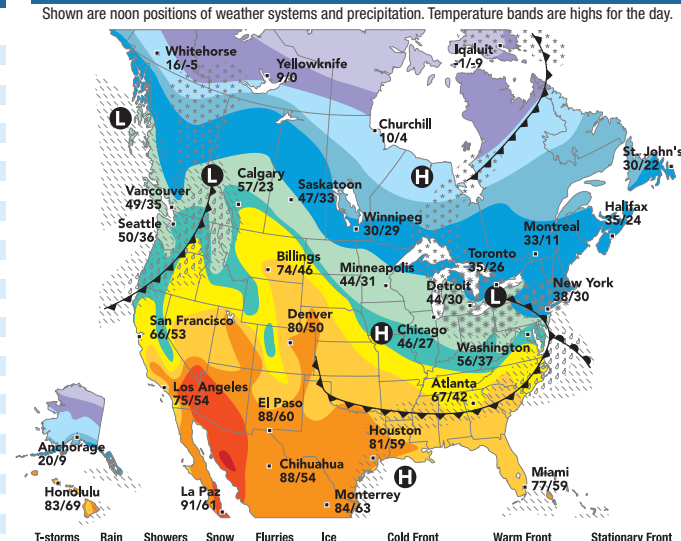 Shown are noon positions of weather systems and precipitation. Temperature bands are highs for the day.
Whitehorse
16/-5
Yellowknife
9/0
Iqaluit
-1/-9
L
Churchill
10/4
St. John's
30/22
L
Calgary
57/23
H
Saskatoon
47/33
Vancouver
49/35
Halifax
35/24
Seattle
50/36
Winnipeg
30/29
Montreal
33/11
Billings
74/46
Minneapolis
44/31
Toronto
35/26
Detroit
44/30
L
New York
38/30
San Francisco
66/53
Denver
80/50
H
Chicago
46/27
Washington
56/37
Los Angeles
75/54
Atlanta
67/42
El Paso
88/60
Houston
81/59
Anchorage
20/9
Chihuahua
88/54
H
Miami
77/59
Honolulu
83/69
La Paz
91/61
Monterrey
84/63
T-storms Rain Showers Snow Flurries Ice Cold Front Warm Front Stationary Front